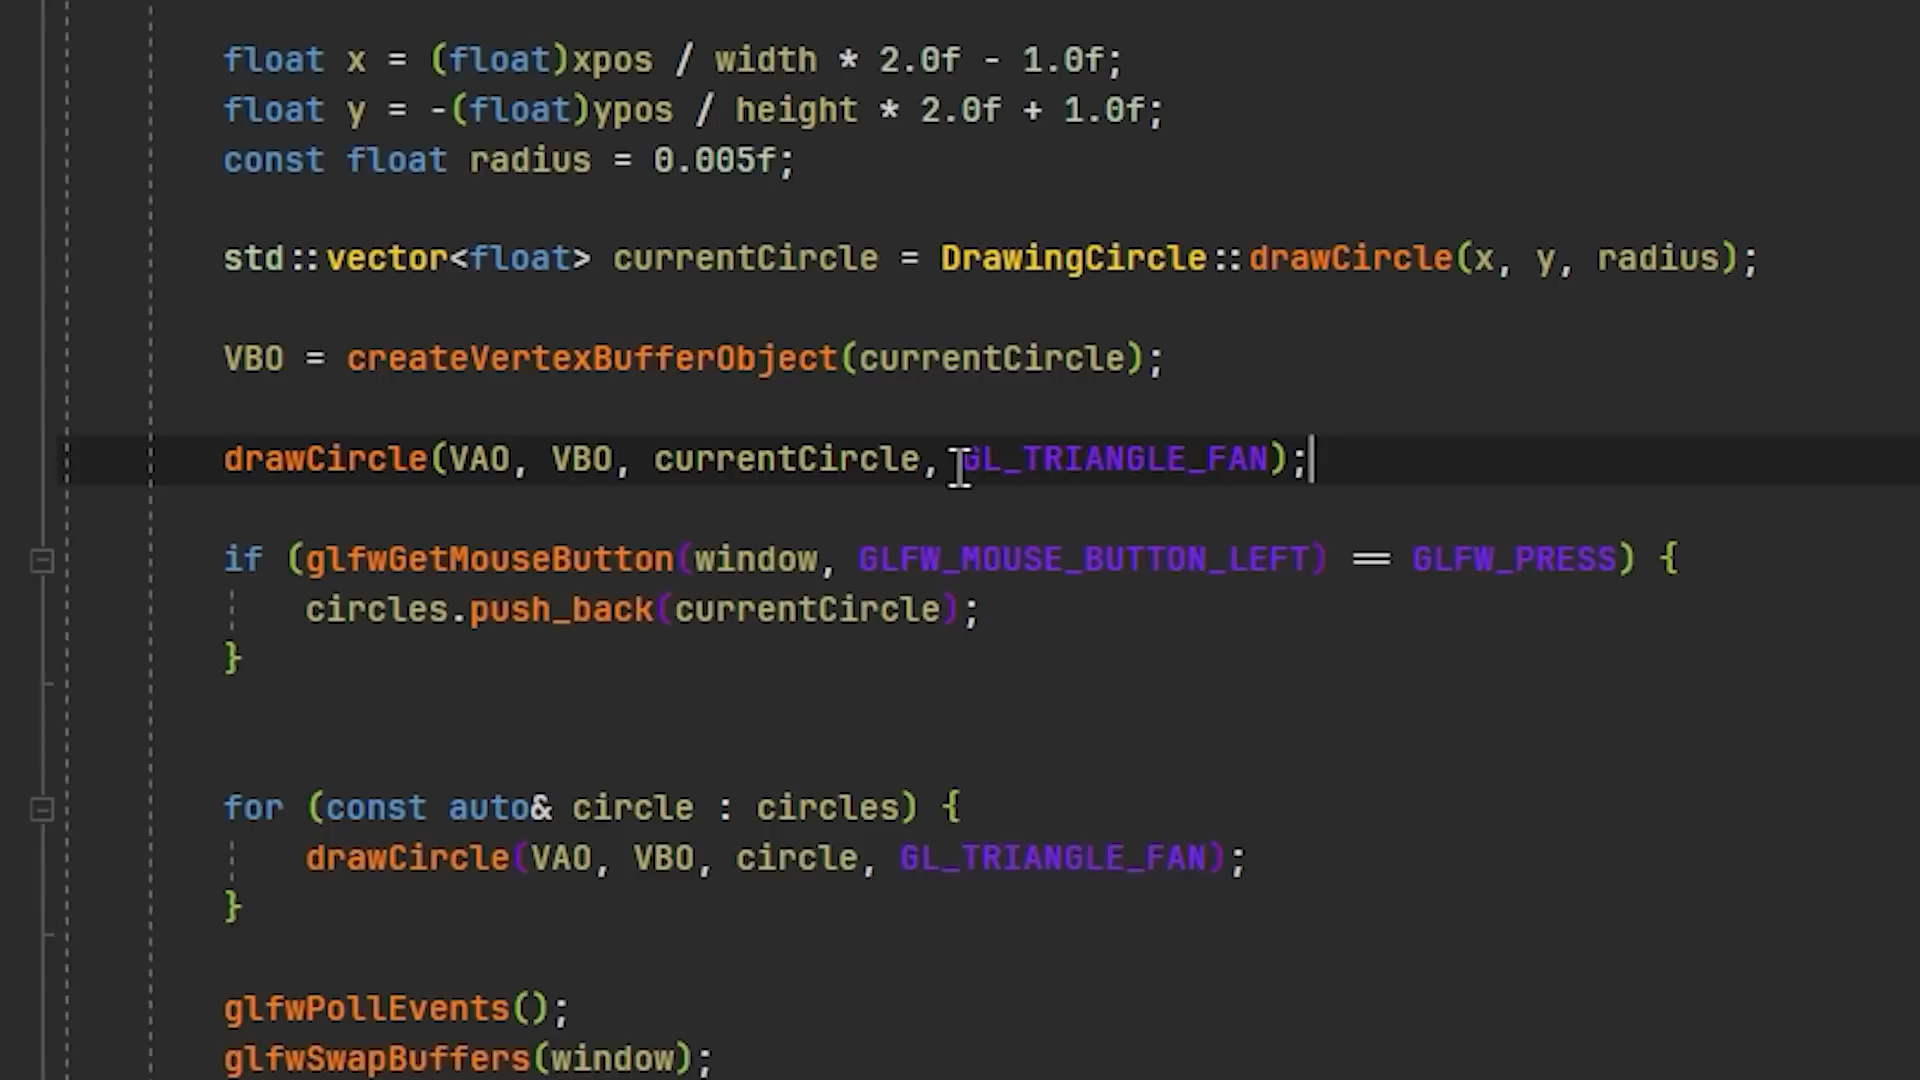 float x = (float)xpos / width * 2.0f - 1.0f;
float y = -(float)ypos / height * 2.0f + 1.0f;
const float radius = 0.005f;
std::vector<float> currentCircle = DrawingCircle::drawCircle(x, y, radius);
VBO = createVertexBufferObject(currentCircle);
drawCircle(VAO, VBO, currentCircle, GL_TRIANGLE_FAN);
if (glfwGetMouseButton(window, GLFW_MOUSE_BUTTON_LEFT) == GLFW_PRESS) {
circles.push_back(currentCircle);
}
for (const auto& circle : circles) {
drawCircle(VAO, VBO, circle, GL_TRIANGLE_FAN);
}
glfwPollEvents();
glfwSwapBuffers(window);